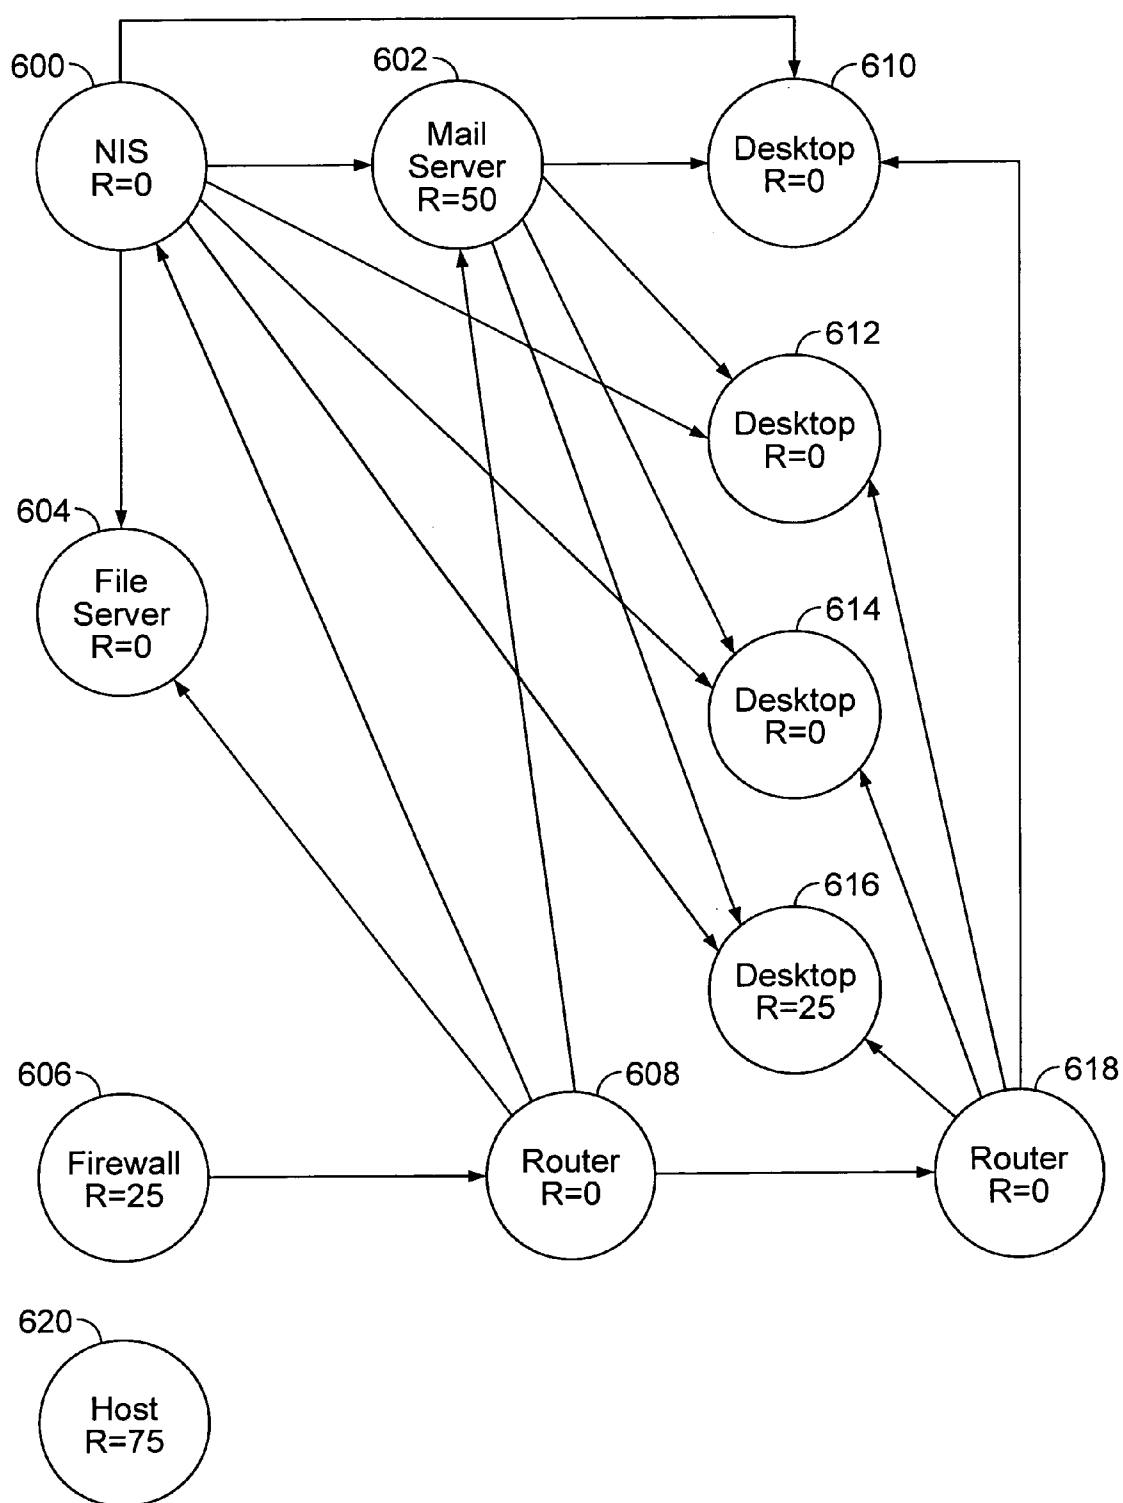 600
NIS
R=0
602
Mail
Server
R=50
610
Desktop
R=0
612
Desktop
R=0
604
File
Server
R=0
614
Desktop
R=0
616
Desktop
R=25
606
Firewall
R=25
608
Router
R=0
618
Router
R=0
620
Host
R=75